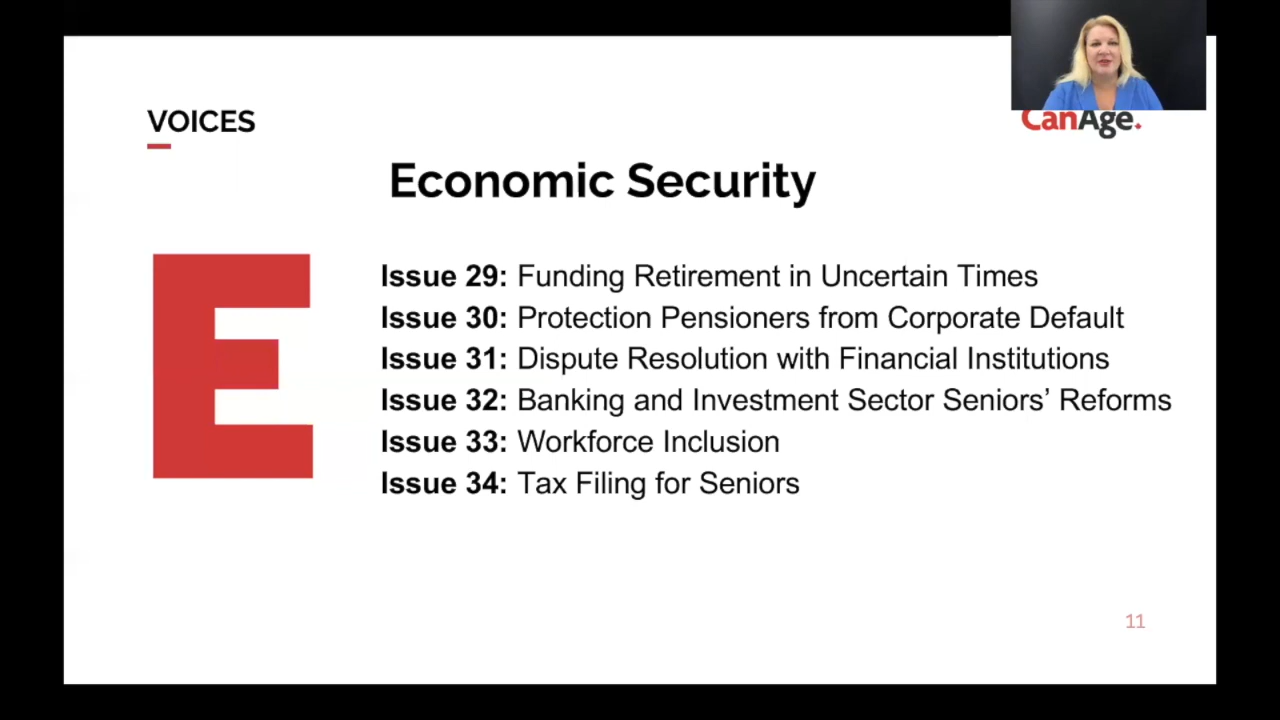 VOICES
CanAge.
Economic Security
E
Issue 29: Funding Retirement in Uncertain Times
Issue 30: Protection Pensioners from Corporate Default
Issue 31: Dispute Resolution with Financial Institutions
Issue 32: Banking and Investment Sector Seniors’ Reforms
Issue 33: Workforce Inclusion
Issue 34: Tax Filing for Seniors
11